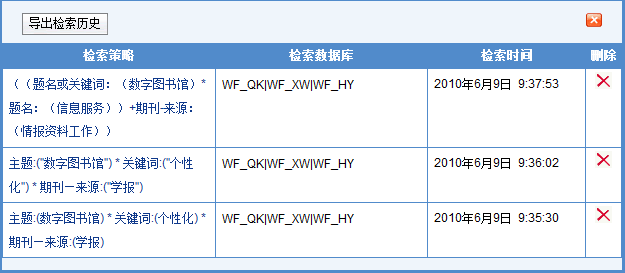 导出检索历史
检索策略 检索数据库 检索时间 删除
（（题名或关键词：（数字图书馆）*
题名：（信息服务））+期刊-来源：
（情报资料工作））
WF_QK|WF_XW|WF_HY 2010年6月9日 9:37:53
主题:("数字图书馆") * 关键词:("个性
化") * 期刊—来源:("学报")
WF_QK|WF_XW|WF_HY 2010年6月9日 9:36:02
主题:(数字图书馆) * 关键词:(个性化) *
期刊—来源:(学报)
WF_QK|WF_XW|WF_HY 2010年6月9日 9:35:30